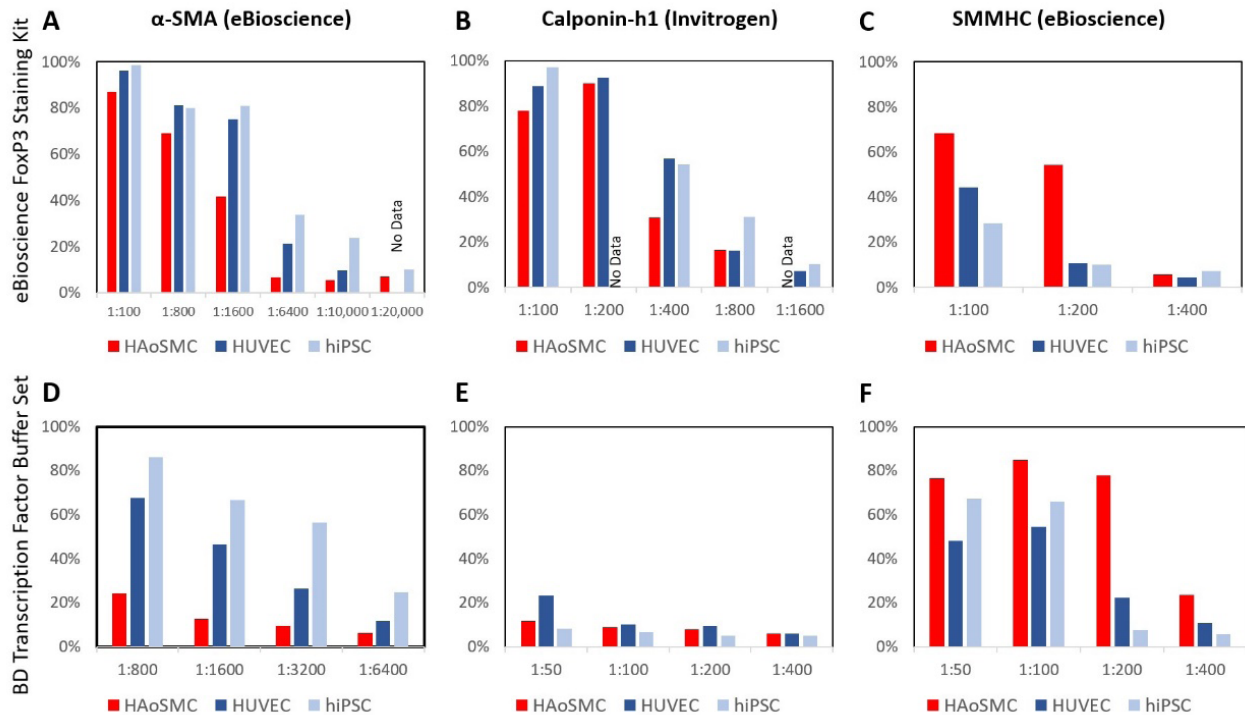 A α-SMA (eBioscience)
eBioscience FoxP3 Staining Kit
100%
80%
60%
40%
20%
0%
No Data
1:100 1:800 1:1600 1:6400 1:10,000 1:20,000
HAoSMC HUVEC hiPSC
B Calponin-h1 (Invitrogen)
100%
80%
60%
40%
20%
0%
No Data
No Data
1:100 1:200 1:400 1:800 1:1600
HAoSMC HUVEC hiPSC
C SMMHC (eBioscience)
100%
80%
60%
40%
20%
0%
1:100 1:200 1:400
HAoSMC HUVEC hiPSC
D
BD Transcription Factor Buffer Set
100%
80%
60%
40%
20%
0%
1:800 1:1600 1:3200 1:6400
HAoSMC HUVEC hiPSC
E
100%
80%
60%
40%
20%
0%
1:50 1:100 1:200 1:400
HAoSMC HUVEC hiPSC
F
100%
80%
60%
40%
20%
0%
1:50 1:100 1:200 1:400
HAoSMC HUVEC hiPSC